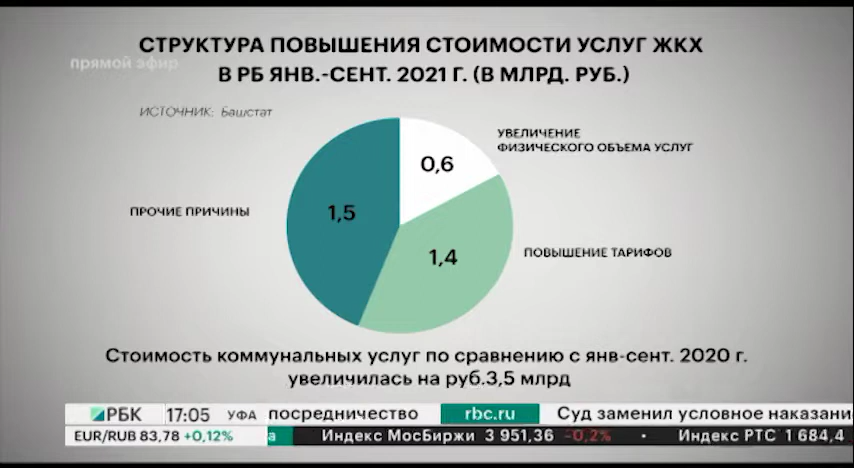 СТРУКТУРА ПОВЫШЕНИЯ СТОИМОСТИ УСЛУГ ЖКХ
В РБ ЯНВ.-СЕНТ. 2021 Г. (В МЛРД. РУБ.)
прямой эфир
ИСТОЧНИК: Башстат
УВЕЛИЧЕНИЕ
ФИЗИЧЕСКОГО ОБЪЕМА УСЛУГ
0,6
ПРОЧИЕ ПРИЧИНЫ
1,5
1,4
ПОВЫШЕНИЕ ТАРИФОВ
Стоимость коммунальных услуг по сравнению с янв-сент. 2020 г.
увеличилась на руб.3,5 млрд
РБК 17:05 УФА посредничество rbc.ru Суд заменил условное наказани
EUR/RUB 83,78 +0,12% а Индекс МосБиржи 3 951,36 -0,2% · Индекс РТС 1 684,4